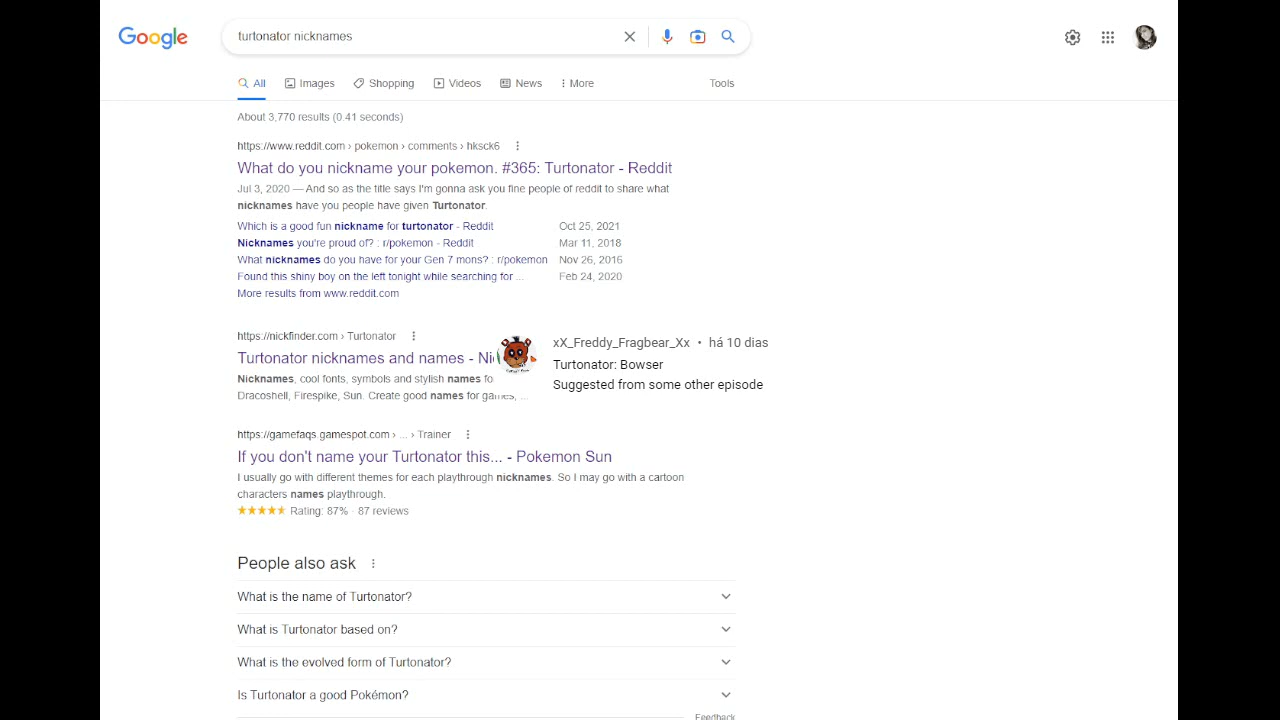 Google
turtonator nicknames
All
Images
Shopping
Videos
News
More
Tools
About 3,770 results (0.41 seconds)
https://www.reddit.com › pokemon › comments › hksck6
What do you nickname your pokemon. #365: Turtonator - Reddit
Jul 3, 2020 — And so as the title says I'm gonna ask you fine people of reddit to share what
nicknames have you people have given Turtonator.
Which is a good fun nickname for turtonator - Reddit Oct 25, 2021
Nicknames you're proud of? : r/pokemon - Reddit Mar 11, 2018
What nicknames do you have for your Gen 7 mons? : r/pokemon Nov 26, 2016
Found this shiny boy on the left tonight while searching for ... Feb 24, 2020
More results from www.reddit.com
https://nickfinder.com › Turtonator
Turtonator nicknames and names -
Nicknames, cool fonts, symbols and stylish names
Dracoshell, Firespike, Sun. Create good names for games, ...
xX_Freddy_Fragbear_Xx • há 10 dias
Turtonator: Bowser
Suggested from some other episode
https://gamefaqs.gamespot.com › ... › Trainer
If you don't name your Turtonator this... - Pokemon Sun
I usually go with different themes for each playthrough nicknames. So I may go with a cartoon
characters names playthrough.
Rating: 87% · 87 reviews
People also ask
What is the name of Turtonator?
What is Turtonator based on?
What is the evolved form of Turtonator?
Is Turtonator a good Pokémon?
Feedback